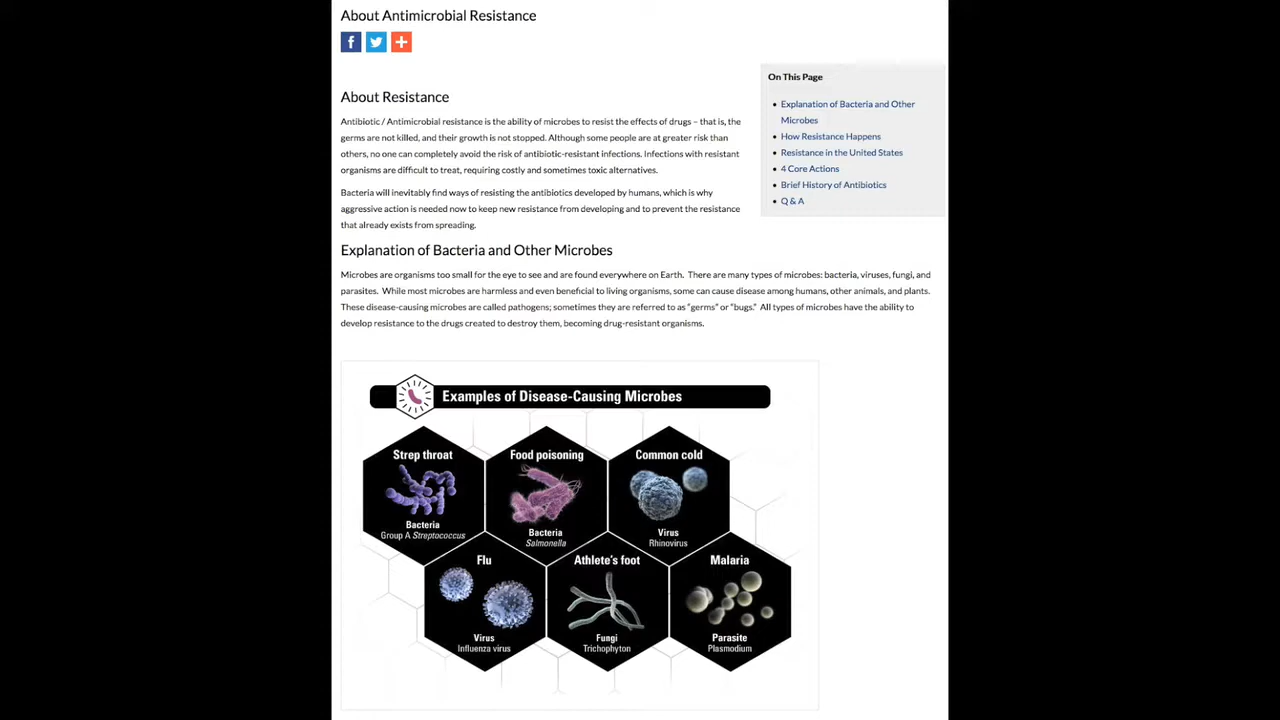 About Antimicrobial Resistance
On This Page
Explanation of Bacteria and Other
Microbes
How Resistance Happens
Resistance in the United States
4 Core Actions
Brief History of Antibiotics
Q & A
About Resistance
Antibiotic / Antimicrobial resistance is the ability of microbes to resist the effects of drugs – that is, the
germs are not killed, and their growth is not stopped. Although some people are at greater risk than
others, no one can completely avoid the risk of antibiotic-resistant infections. Infections with resistant
organisms are difficult to treat, requiring costly and sometimes toxic alternatives.
Bacteria will inevitably find ways of resisting the antibiotics developed by humans, which is why
aggressive action is needed now to keep new resistance from developing and to prevent the resistance
that already exists from spreading.
Explanation of Bacteria and Other Microbes
Microbes are organisms too small for the eye to see and are found everywhere on Earth. There are many types of microbes: bacteria, viruses, fungi, and
parasites. While most microbes are harmless and even beneficial to living organisms, some can cause disease among humans, other animals, and plants.
These disease-causing microbes are called pathogens; sometimes they are referred to as “germs” or “bugs.” All types of microbes have the ability to
develop resistance to the drugs created to destroy them, becoming drug-resistant organisms.
Examples of Disease-Causing Microbes
Strep throat
Bacteria
Group A Streptococcus
Food poisoning
Bacteria
Salmonella
Common cold
Virus
Rhinovirus
Flu
Virus
Influenza virus
Athlete's foot
Fungi
Trichophyton
Malaria
Parasite
Plasmodium